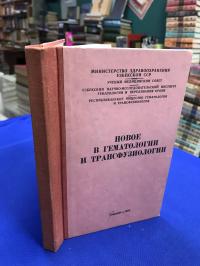 МИНИСТЕРСТВО ЗДРАВООХРАНЕНИЯ
УЗБЕКСКОЙ ССР
УЧЕНЫЙ МЕДИЦИНСКИЙ СОВЕТ
УЗБЕКСКИЙ НАУЧНО-ИССЛЕДОВАТЕЛЬСКИЙ ИНСТИТУТ
ГЕМАТОЛОГИИ И ПЕРЕЛИВАНИЯ КРОВИ
РЕСПУБЛИКАНСКОЕ ОБЩЕСТВО ГЕМАТОЛОГОВ
И ТРАНСФУЗИОЛОГОВ
НОВОЕ
В ГЕМАТОЛОГИИ
И ТРАНСФУЗИОЛОГИИ